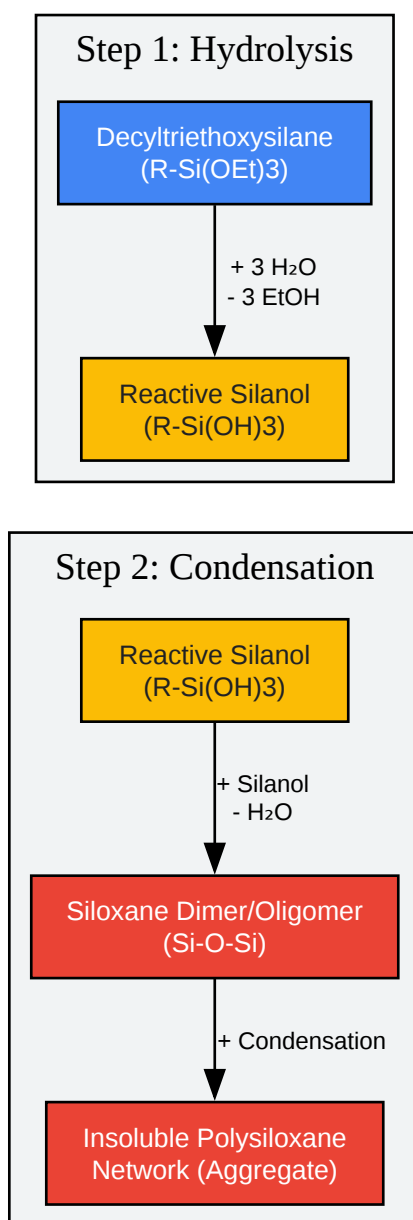 Step 1: Hydrolysis
Decyltriethoxysilane
(R-Si(OEt)3)
+ 3 H₂O
- 3 EtOH
Reactive Silanol
(R-Si(OH)3)
Step 2: Condensation
Reactive Silanol
(R-Si(OH)3)
+ Silanol
- H₂O
Siloxane Dimer/Oligomer
(Si-O-Si)
+ Condensation
Insoluble Polysiloxane
Network (Aggregate)